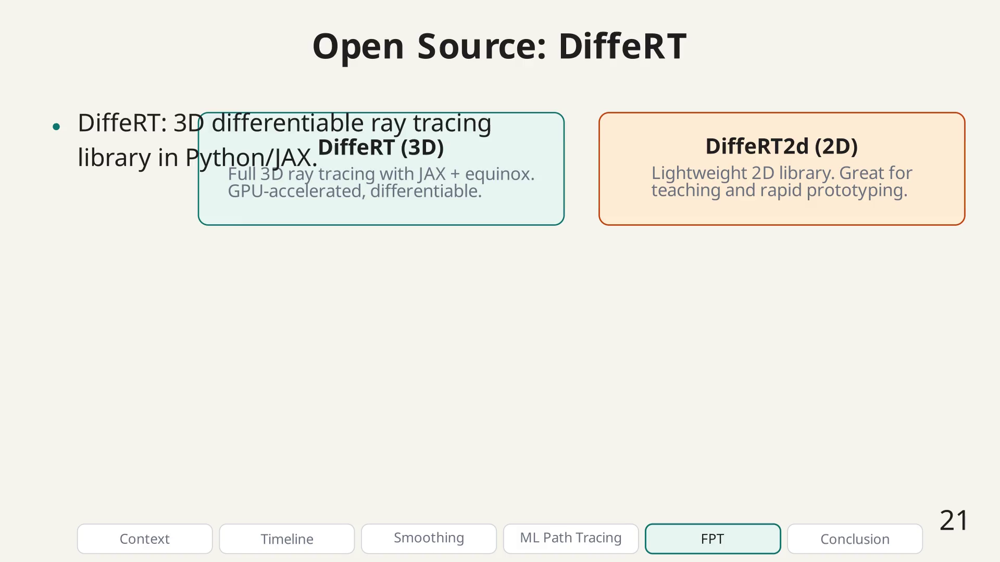 Open Source: DiffeRT
• DiffeRT: 3D differentiable ray tracing
library in Python/JAX.
DiffeRT (3D)
Full 3D ray tracing with JAX + equinox.
GPU-accelerated, differentiable.
DiffeRT2d (2D)
Lightweight 2D library. Great for
teaching and rapid prototyping.
21
Context
Timeline
Smoothing
ML Path Tracing
FPT
Conclusion